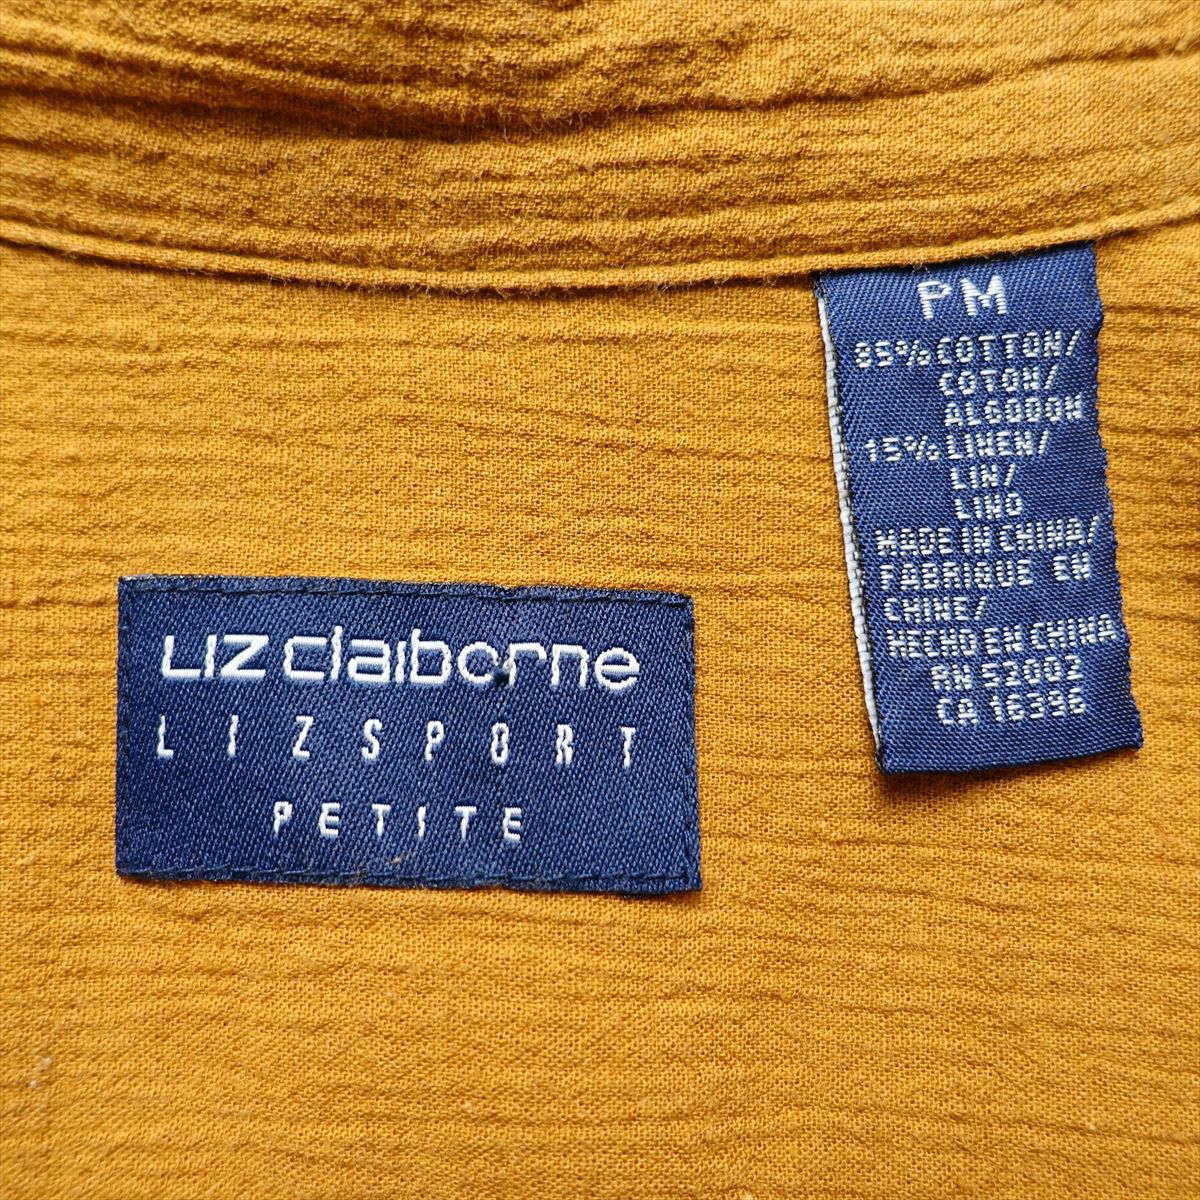 LIZ claiborne
LIZSPORT
PETITE
PM
85% COTTON/
COTON/
ALGODON
15% LINEN/
LIN/
LINO
MADE IN CHINA/
FABRIQUE EN
CHINE/
HECHO EN CHINA
RN 52002
CA 16396